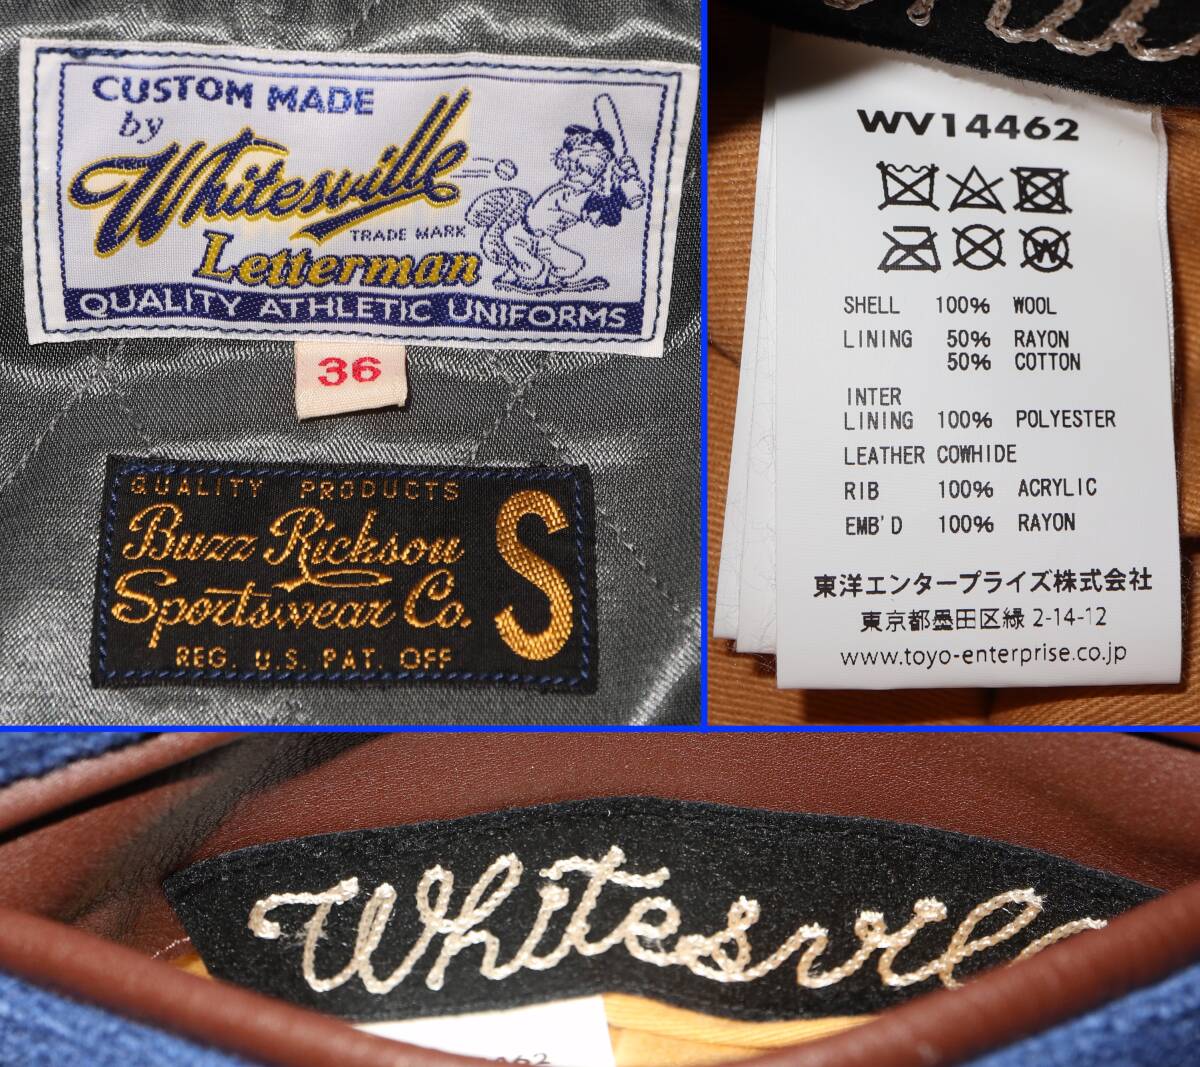 CUSTOM MADE
by
Whitesville
TRADE MARK
Letterman
QUALITY ATHLETIC UNIFORMS
36
QUALITY PRODUCTS
Buzz Rickson
Sportswear Co.
S
REG. U.S. PAT. OFF
WV14462
W
SHELL 100% WOOL
LINING 50% RAYON
50% COTTON
INTER
LINING 100% POLYESTER
LEATHER COWHIDE
RIB 100% ACRYLIC
EMB'D 100% RAYON
東洋エンタープライズ株式会社
東京都墨田区緑 2-14-12
www.toyo-enterprise.co.jp
Whitesvill